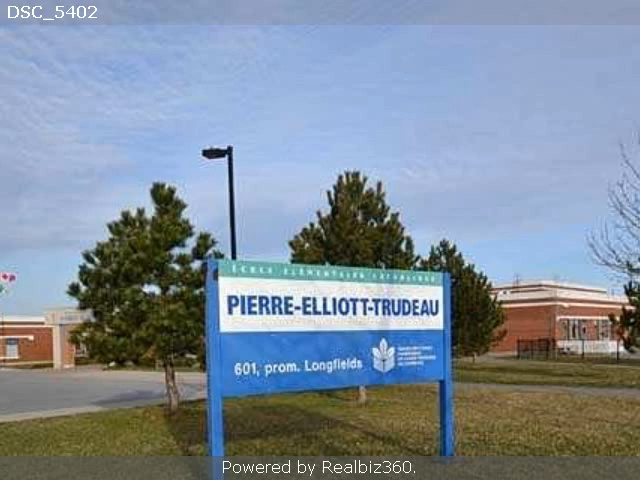 DSC_5402
ÉCOLE ÉLÉMENTAIRE CATHOLIQUE
PIERRE-ELLIOTT-TRUDEAU
601, prom. Longfields
Powered by Realbiz360.